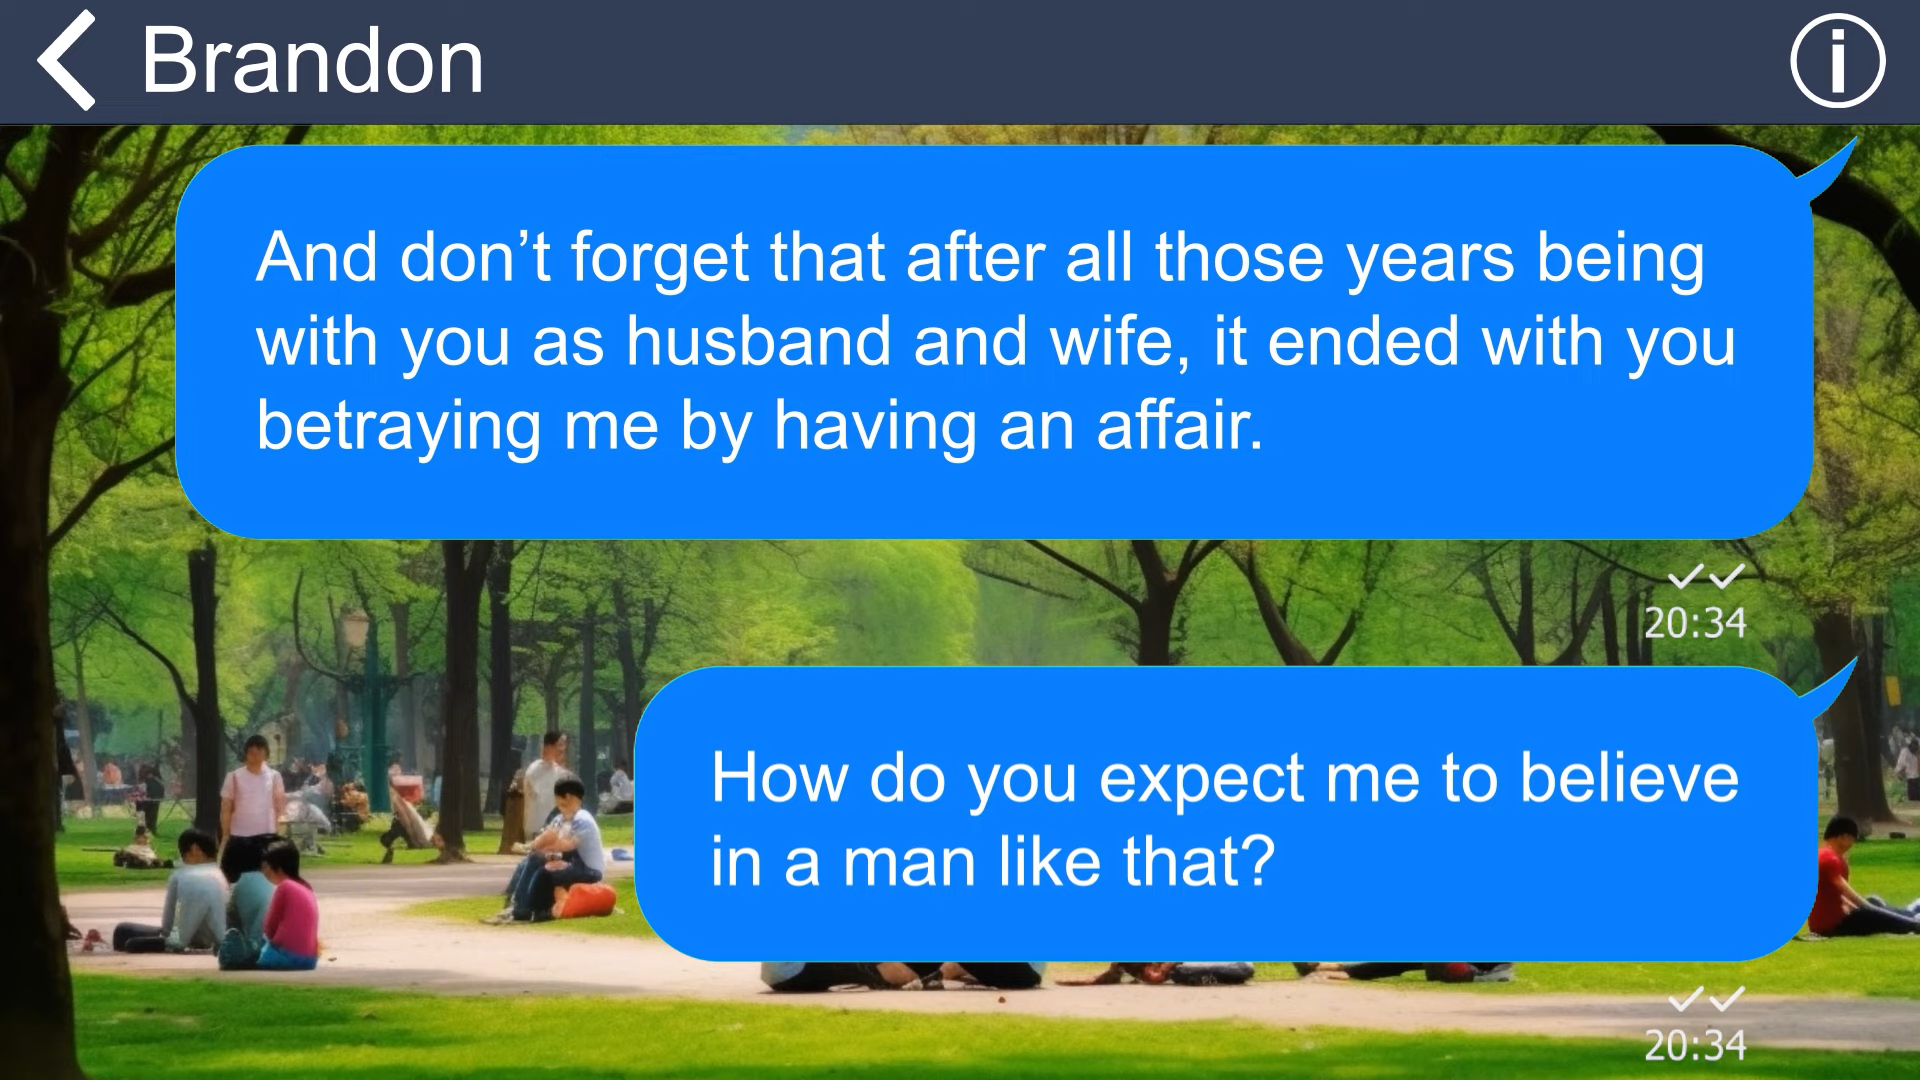 Brandon
And don’t forget that after all those years being
with you as husband and wife, it ended with you
betraying me by having an affair.
20:34
How do you expect me to believe
in a man like that?
20:34